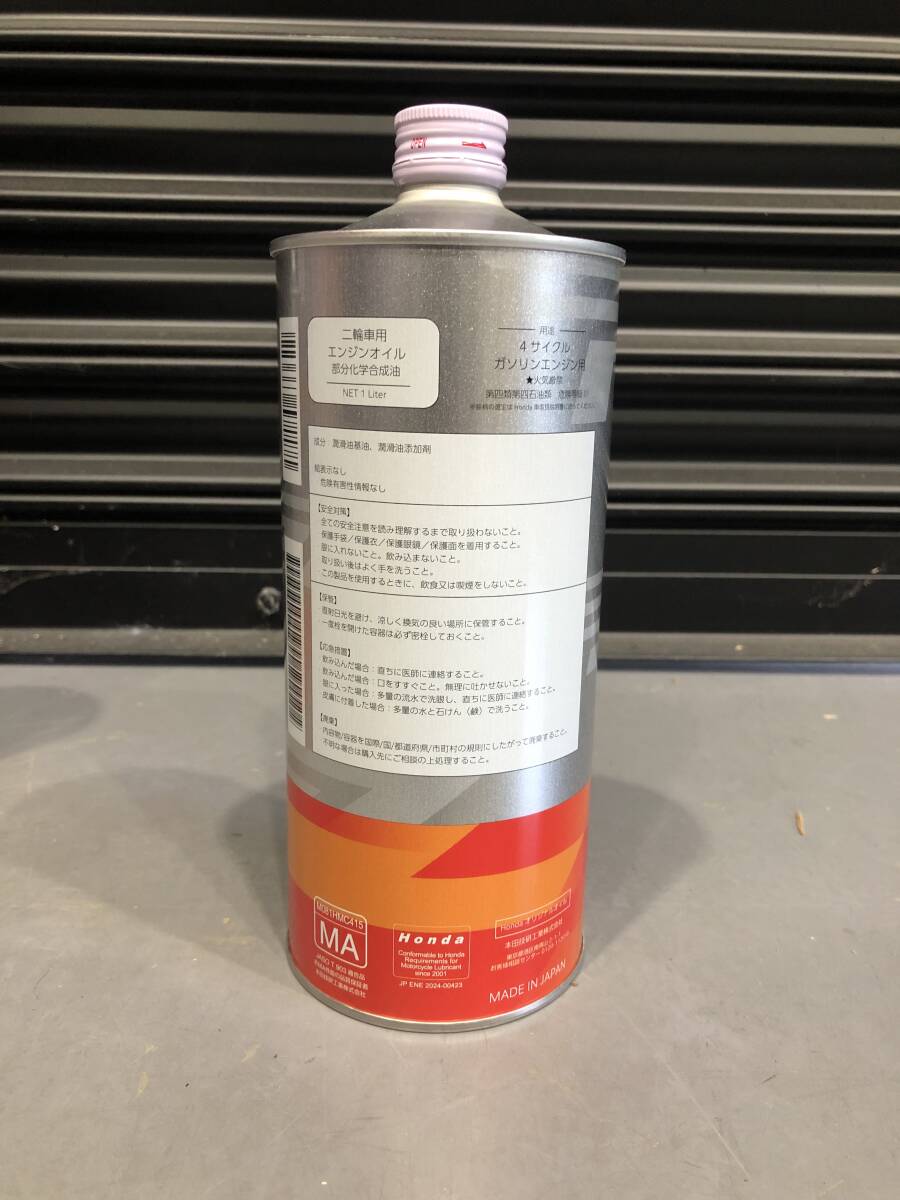 OPEN
二輪車用
エンジンオイル
部分化学合成油
NET 1 Liter
用途
4サイクル
ガソリンエンジン用
★火気厳禁
第四類第四石油類
成分：潤滑油基油、潤滑油添加剤
絵表示なし
危険有害性情報なし
【安全対策】
全ての安全注意を読み理解するまで取り扱わないこと。
保護手袋／保護衣／保護眼鏡／保護面を着用すること。
眼に入れないこと。飲み込まないこと。
取り扱い後はよく手を洗うこと。
この製品を使用するときに、飲食又は喫煙をしないこと。
【保管】
直射日光を避け、涼しく換気の良い場所に保管すること。
一度栓を開けた容器は必ず密栓しておくこと。
【応急措置】
飲み込んだ場合：直ちに医師に連絡すること。
飲み込んだ場合：口をすすぐこと。無理に吐かせないこと。
眼に入った場合：多量の流水で洗眼し、直ちに医師に連絡すること。
皮膚に付着した場合：多量の水と石けん（鹸）で洗うこと。
【廃棄】
内容物/容器を国際/国/都道府県/市町村の規則にしたがって廃棄すること。
不明な場合は購入先にご相談の上処理すること。
M081HMC415
MA
JASO T 903 適合品
本田技研工業株式会社
Honda
Conformable to Honda
Requirements for
Motorcycle Lubricant
since 2001
JP ENE 2024-00423
Honda オリジナルオイル
本田技研工業株式会社
MADE IN JAPAN